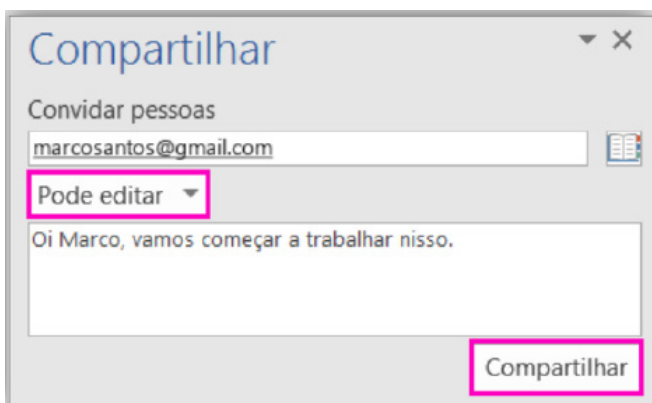 Compartilhar
Convidar pessoas
marcosantos@gmail.com
Pode editar
Oi Marco, vamos começar a trabalhar nisso.
Compartilhar